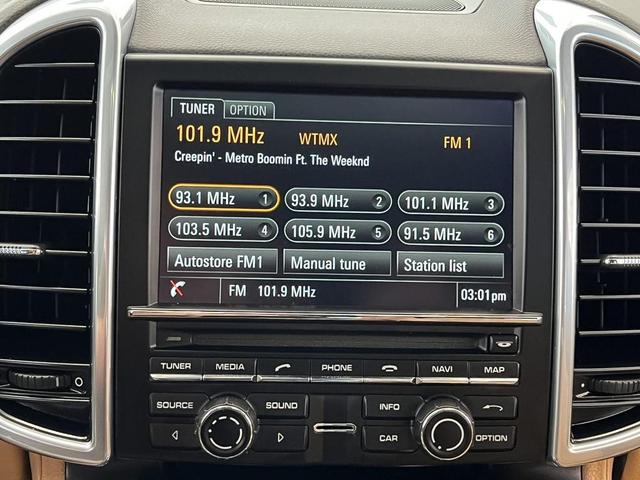 TUNER OPTION
101.9 MHz WTMX FM 1
Creepin' - Metro Boomin Ft. The Weeknd
93.1 MHz 1 93.9 MHz 2 101.1 MHz 3
103.5 MHz 4 105.9 MHz 5 91.5 MHz 6
Autostore FM1 Manual tune Station list
FM 101.9 MHz 03:01 pm
TUNER MEDIA PHONE NAVI MAP
SOURCE SOUND INFO
CAR OPTION